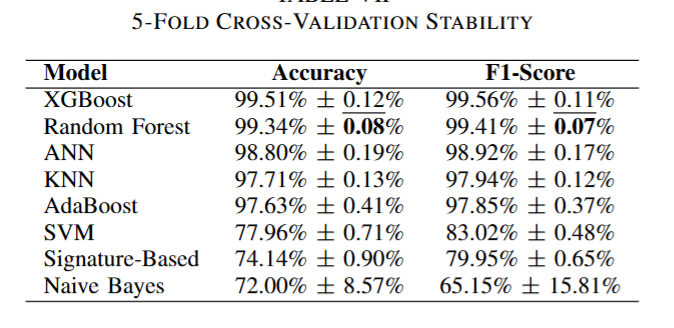 TABLE VII
5-FOLD CROSS-VALIDATION STABILITY
Model Accuracy F1-Score
XGBoost 99.51% ± 0.12% 99.56% ± 0.11%
Random Forest 99.34% ± 0.08% 99.41% ± 0.07%
ANN 98.80% ± 0.19% 98.92% ± 0.17%
KNN 97.71% ± 0.13% 97.94% ± 0.12%
AdaBoost 97.63% ± 0.41% 97.85% ± 0.37%
SVM 77.96% ± 0.71% 83.02% ± 0.48%
Signature-Based 74.14% ± 0.90% 79.95% ± 0.65%
Naive Bayes 72.00% ± 8.57% 65.15% ± 15.81%